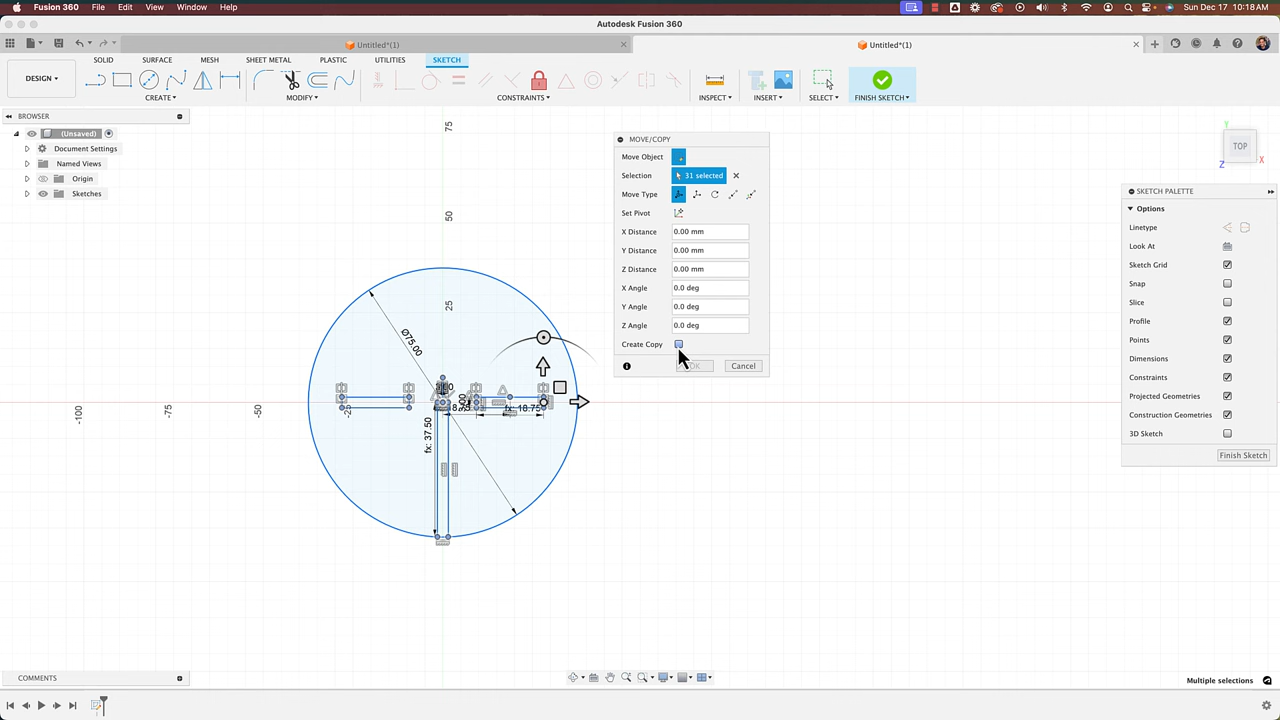 Fusion 360 File Edit View Window Help Sun Dec 17 10:18 AM
Autodesk Fusion 360
Untitled*(1) Untitled*(1)
SOLID SURFACE MESH SHEET METAL PLASTIC UTILITIES SKETCH
DESIGN
CREATE MODIFY CONSTRAINTS INSPECT INSERT SELECT FINISH SKETCH
BROWSER
(Unsaved)
Document Settings
Named Views
Origin
Sketches
MOVE/COPY
Move Object
Selection 31 selected
Move Type
Set Pivot
X Distance 0.00 mm
Y Distance 0.00 mm
Z Distance 0.00 mm
X Angle 0.0 deg
Y Angle 0.0 deg
Z Angle 0.0 deg
Create Copy
Cancel
TOP
X
Y
Z
SKETCH PALETTE
Options
Linetype
Look At
Sketch Grid
Snap
Slice
Profile
Points
Dimensions
Constraints
Projected Geometries
Construction Geometries
3D Sketch
Finish Sketch
75
50
25
-100
-75
-25
Ø75.00
fx: 18.75
fx: 37.50
COMMENTS
Multiple selections